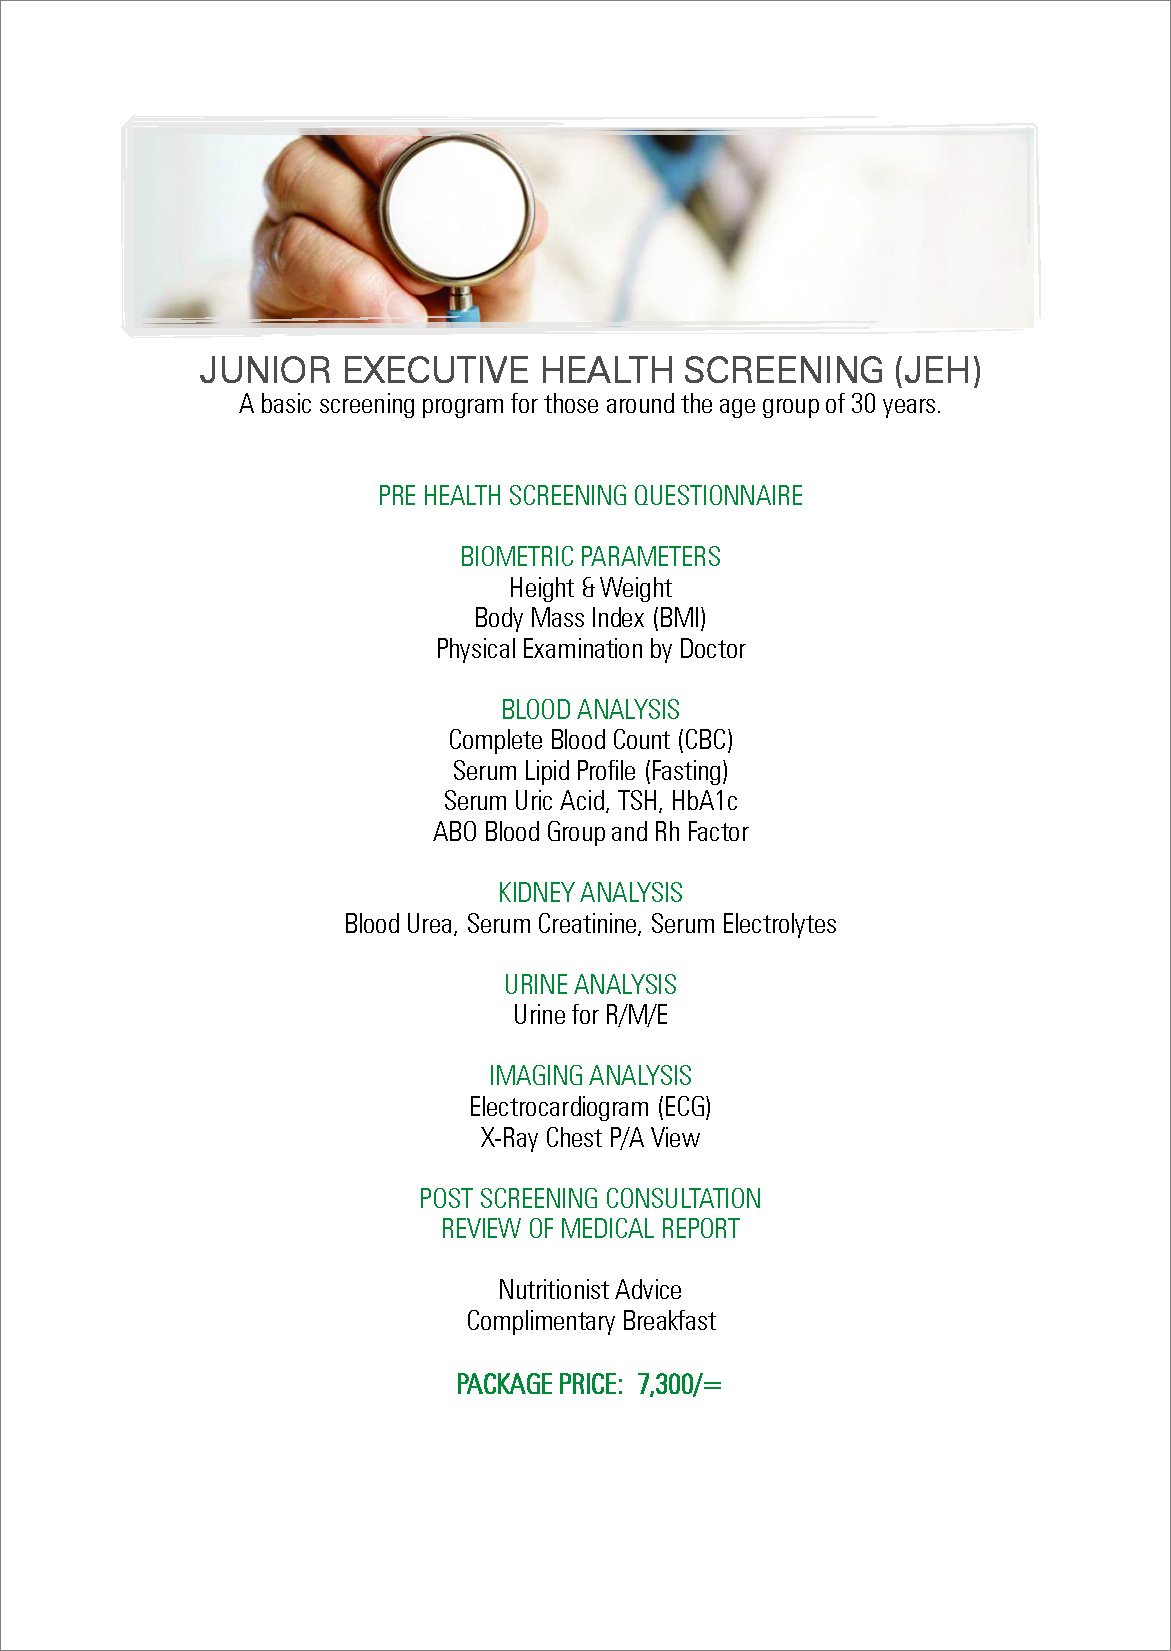 JUNIOR EXECUTIVE HEALTH SCREENING (JEH)
A basic screening program for those around the age group of 30 years.
PRE HEALTH SCREENING QUESTIONNAIRE
BIOMETRIC PARAMETERS
Height & Weight
Body Mass Index (BMI)
Physical Examination by Doctor
BLOOD ANALYSIS
Complete Blood Count (CBC)
Serum Lipid Profile (Fasting)
Serum Uric Acid, TSH, HbA1c
ABO Blood Group and Rh Factor
KIDNEY ANALYSIS
Blood Urea, Serum Creatinine, Serum Electrolytes
URINE ANALYSIS
Urine for R/M/E
IMAGING ANALYSIS
Electrocardiogram (ECG)
X-Ray Chest P/A View
POST SCREENING CONSULTATION
REVIEW OF MEDICAL REPORT
Nutritionist Advice
Complimentary Breakfast
PACKAGE PRICE: 7,300/=